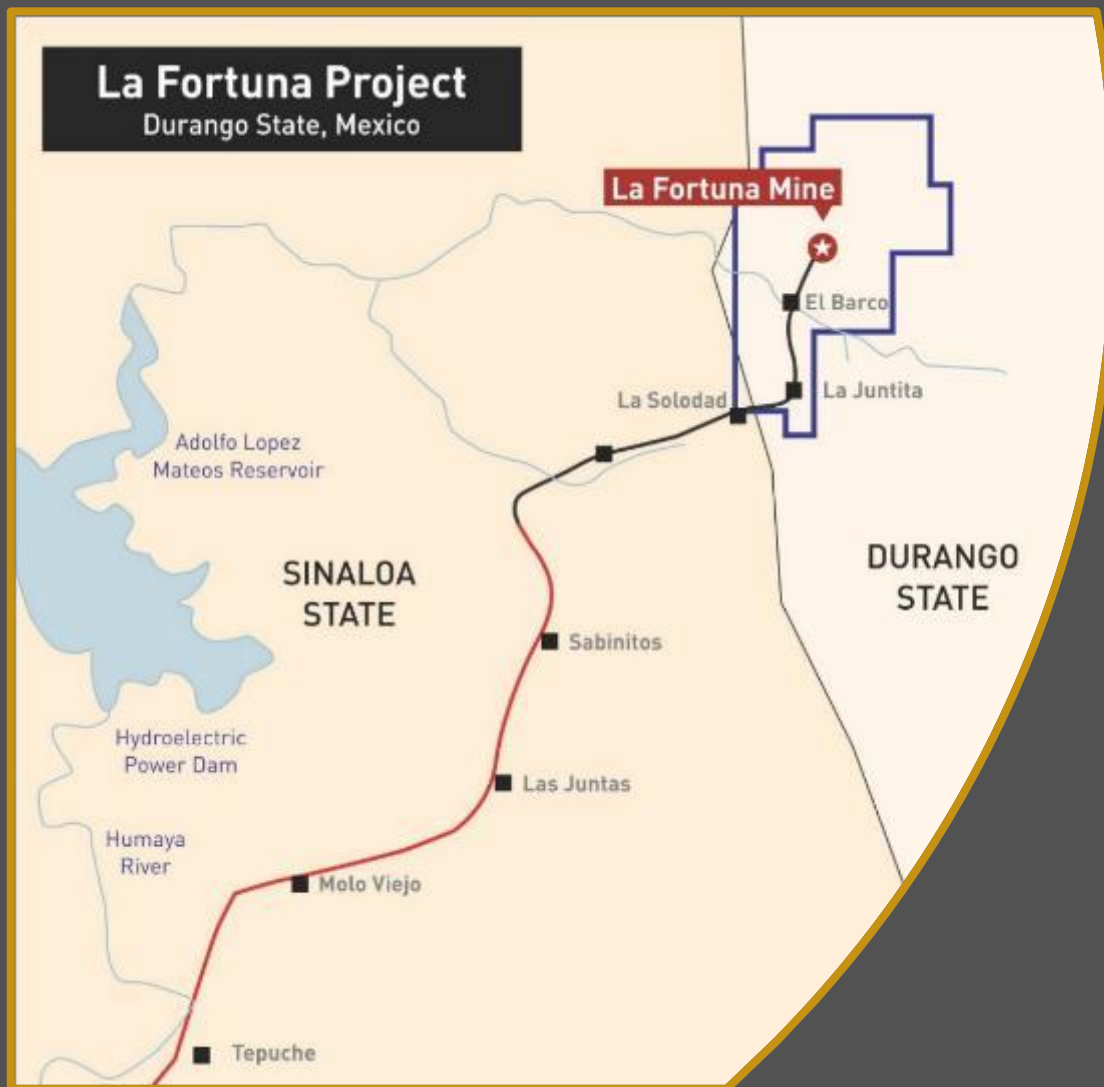 La Fortuna Project
Durango State, Mexico
La Fortuna Mine
El Barco
La Juntita
La Solodad
Adolfo Lopez
Mateos Reservoir
SINALOA
STATE
DURANGO
STATE
Sabinitos
Hydroelectric
Power Dam
Las Juntas
Humaya
River
Molo Viejo
Tepuche